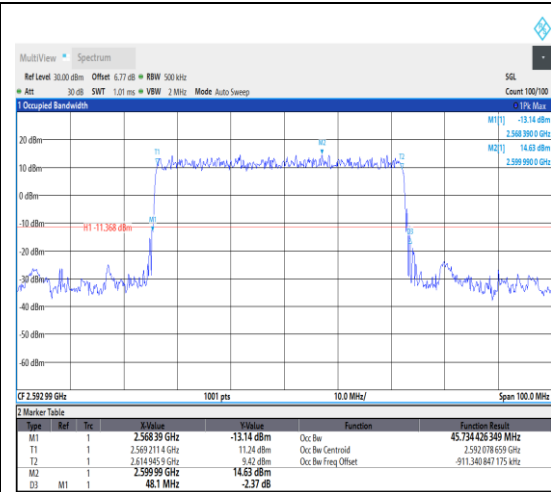 MultiView Spectrum
Ref Level 30.00 dBm Offset 6.77 dB RBW 500 kHz SGL
Att 30 dB SWT 1.01 ms VBW 2 MHz Mode Auto Sweep Count 100/100
1 Occupied Bandwidth 1Pk Max
M1[1] -13.14 dBm
2.568 390 0 GHz
M2[1] 14.63 dBm
2.599 990 0 GHz
M2
T1
T2
20 dBm
10 dBm
0 dBm
M1
-10 dBm
H1 -11.368 dBm
-20 dBm
-30 dBm
-40 dBm
-50 dBm
-60 dBm
CF 2.592 99 GHz 1001 pts 10.0 MHz/ Span 100.0 MHz
2 Marker Table
Type Ref Trc X-Value Y-Value Function Function Result
M1 1 2.568 39 GHz -13.14 dBm Occ Bw 45.734 426 349 MHz
T1 1 2.569 211 4 GHz 11.24 dBm Occ Bw Centroid 2.592 078 659 GHz
T2 1 2.614 945 9 GHz 9.42 dBm Occ Bw Freq Offset -911.340 847 175 kHz
M2 1 2.599 99 GHz 14.63 dBm
D3 M1 1 48.1 MHz -2.37 dB